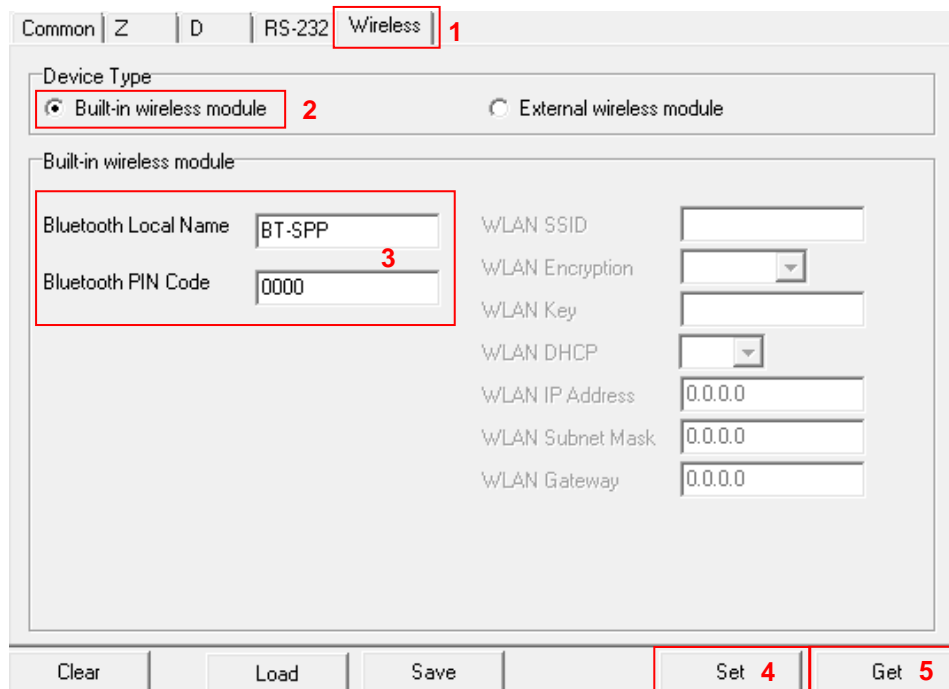 Common Z D RS-232 Wireless 1
Device Type
Built-in wireless module 2 External wireless module
Built-in wireless module
Bluetooth Local Name BT-SPP WLAN SSID
3
WLAN Encryption
Bluetooth PIN Code 0000
WLAN Key
WLAN DHCP
WLAN IP Address 0.0.0.0
WLAN Subnet Mask 0.0.0.0
WLAN Gateway 0.0.0.0
Clear Load Save Set 4 Get 5